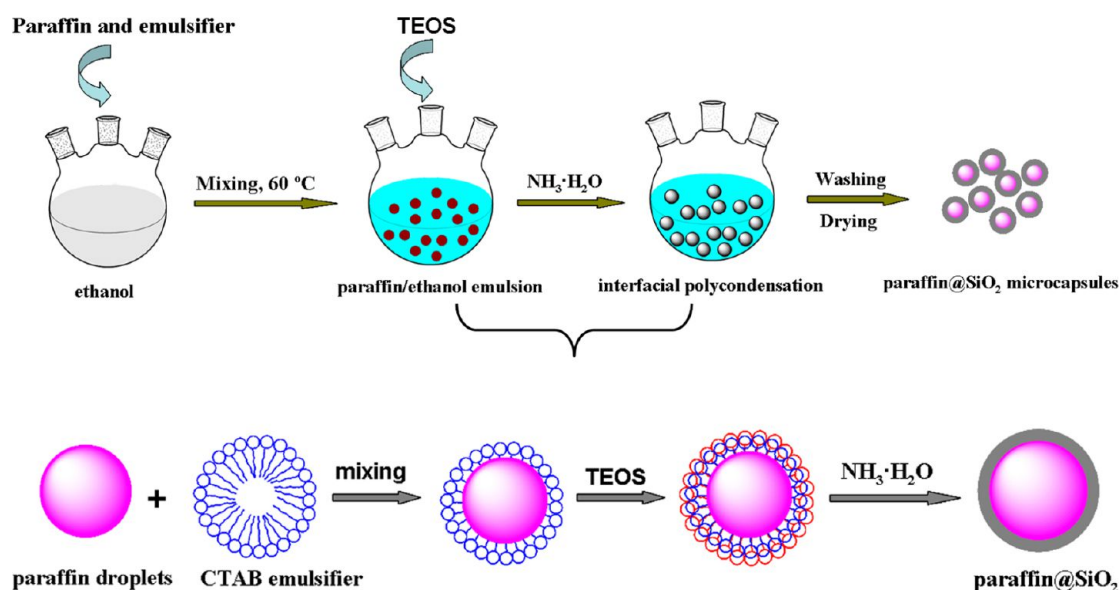 Paraffin and emulsifier
TEOS
Mixing, 60 ºC
NH₃·H₂O
Washing
Drying
ethanol
paraffin/ethanol emulsion
interfacial polycondensation
paraffin@SiO₂ microcapsules
+
mixing
TEOS
NH₃·H₂O
paraffin droplets
CTAB emulsifier
paraffin@SiO₂